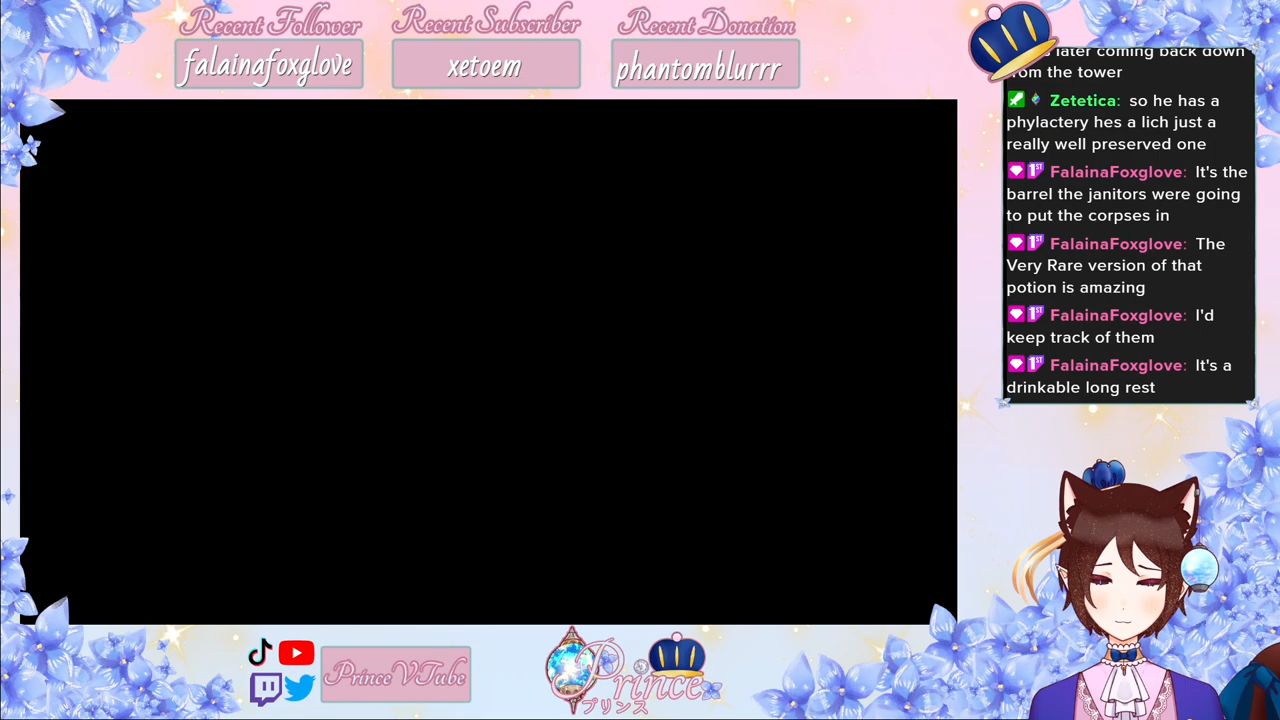 Recent Follower
falainafoxglove
Recent Subscriber
xetoem
Recent Donation
phantomblurrr
later coming back down
from the tower
Zetetica: so he has a
phylactery hes a lich just a
really well preserved one
FalainaFoxglove: It's the
barrel the janitors were going
to put the corpses in
FalainaFoxglove: The
Very Rare version of that
potion is amazing
FalainaFoxglove: I'd
keep track of them
FalainaFoxglove: It's a
drinkable long rest
Prince VTube
Prince
プリンス